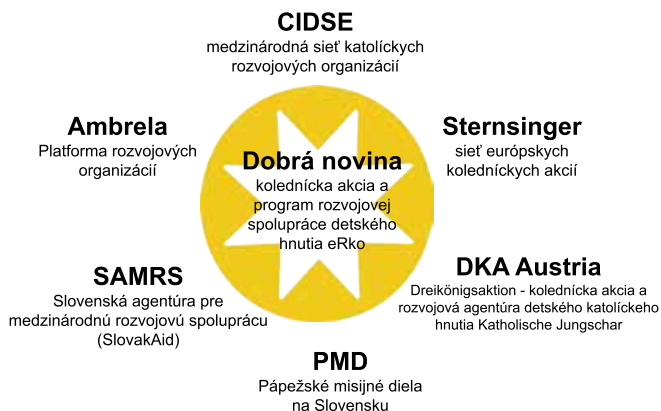 CIDSE
medzinárodná sieť katolíckych
rozvojových organizácií
Ambrela
Platforma rozvojových
organizácií
Sternsinger
sieť európskych
koledníckych akcií
Dobrá novina
kolednícka akcia a
program rozvojovej
spolupráce detského
hnutia eRko
SAMRS
Slovenská agentúra pre
medzinárodnú rozvojovú spoluprácu
(SlovakAid)
DKA Austria
Dreikönigsaktion - kolednícka akcia a
rozvojová agentúra detského katolíckeho
hnutia Katholische Jungschar
PMD
Pápežské misijné diela
na Slovensku